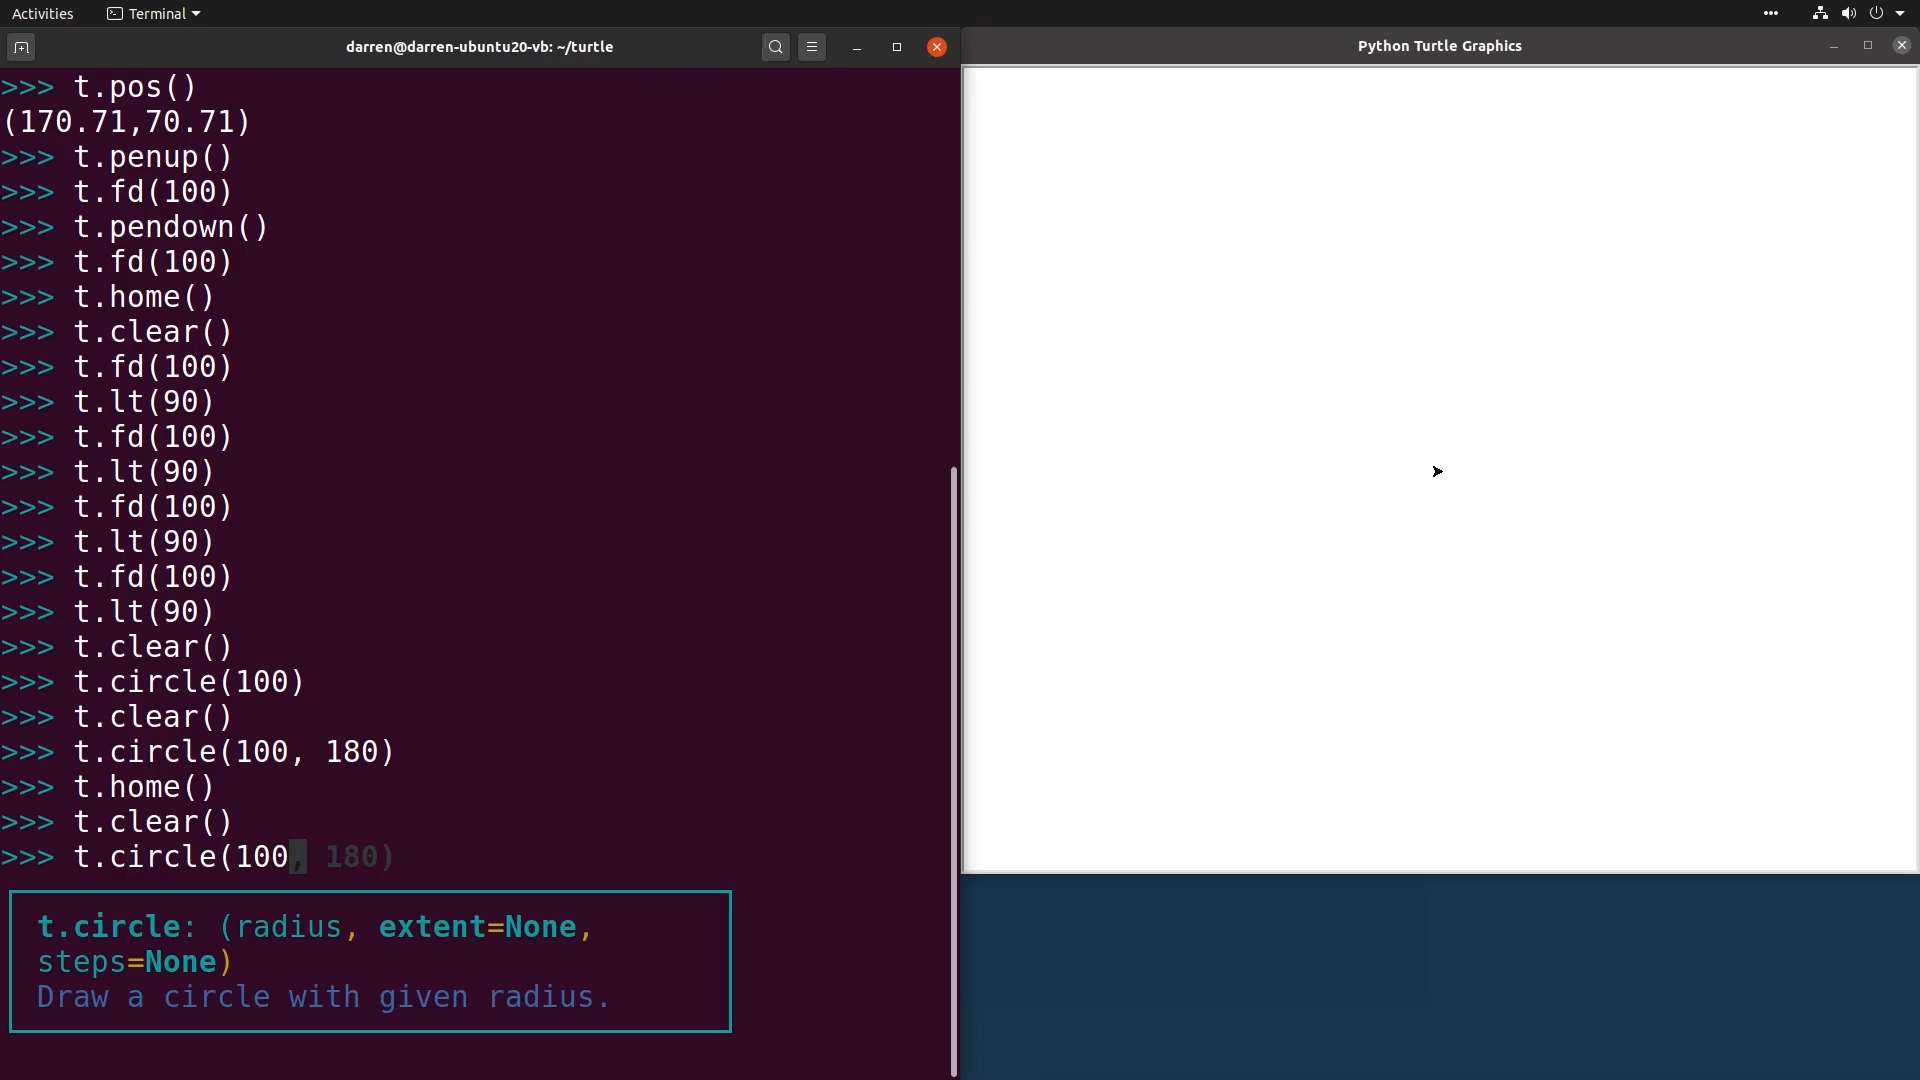 Activities
Terminal
darren@darren-ubuntu20-vb: ~/turtle
Python Turtle Graphics
>>> t.pos()
(170.71,70.71)
>>> t.penup()
>>> t.fd(100)
>>> t.pendown()
>>> t.fd(100)
>>> t.home()
>>> t.clear()
>>> t.fd(100)
>>> t.lt(90)
>>> t.fd(100)
>>> t.lt(90)
>>> t.fd(100)
>>> t.lt(90)
>>> t.fd(100)
>>> t.lt(90)
>>> t.clear()
>>> t.circle(100)
>>> t.clear()
>>> t.circle(100, 180)
>>> t.home()
>>> t.clear()
>>> t.circle(100, 180)
t.circle: (radius, extent=None,
steps=None)
Draw a circle with given radius.